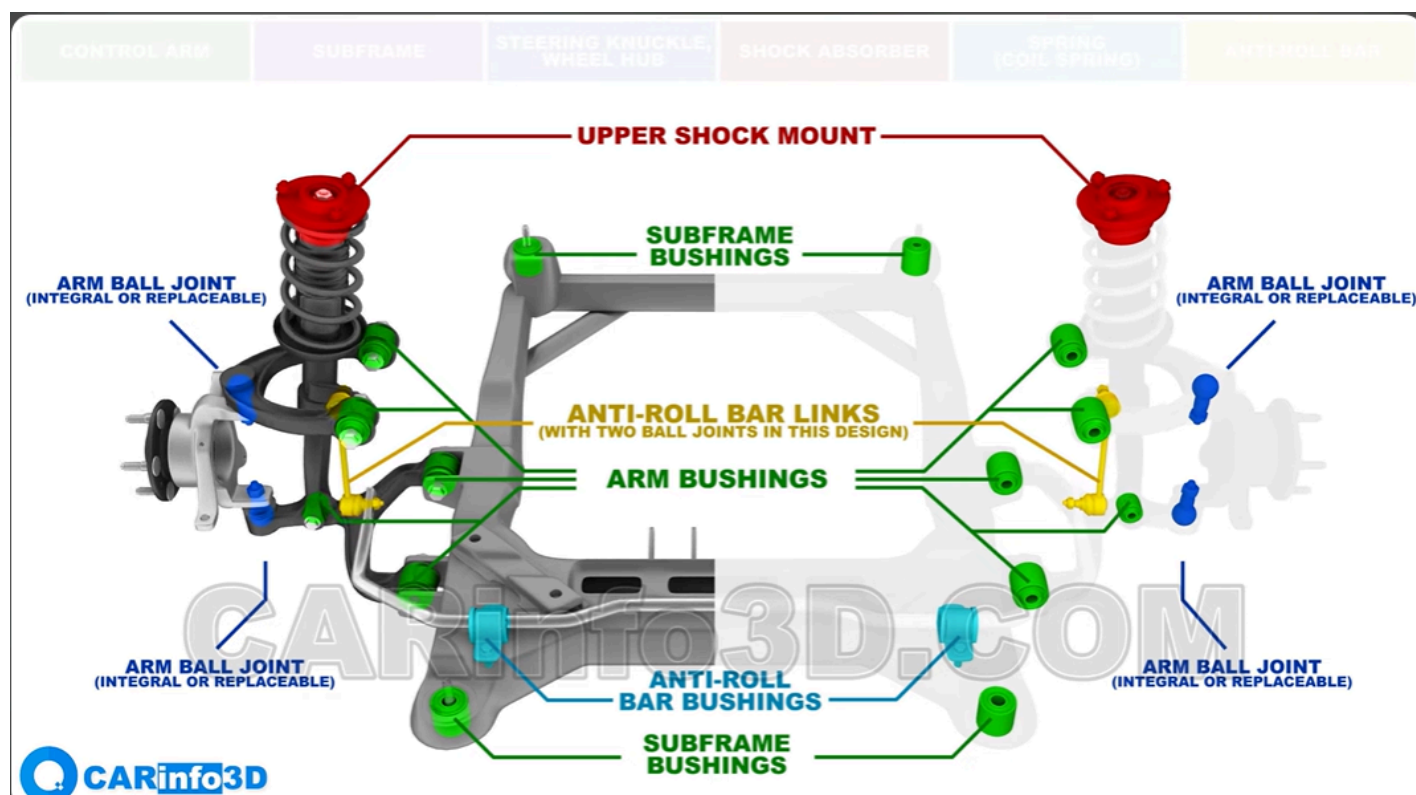 CONTROL ARM
SUBFRAME
STEERING KNUCKLE,
WHEEL HUB
SHOCK ABSORBER
SPRING
(COIL SPRING)
ANTI-ROLL BAR
UPPER SHOCK MOUNT
SUBFRAME
BUSHINGS
ARM BALL JOINT
(INTEGRAL OR REPLACEABLE)
ARM BALL JOINT
(INTEGRAL OR REPLACEABLE)
ANTI-ROLL BAR LINKS
(WITH TWO BALL JOINTS IN THIS DESIGN)
ARM BUSHINGS
CARinfo3D.COM
ARM BALL JOINT
(INTEGRAL OR REPLACEABLE)
ANTI-ROLL
BAR BUSHINGS
ARM BALL JOINT
(INTEGRAL OR REPLACEABLE)
SUBFRAME
BUSHINGS
CARinfo3D